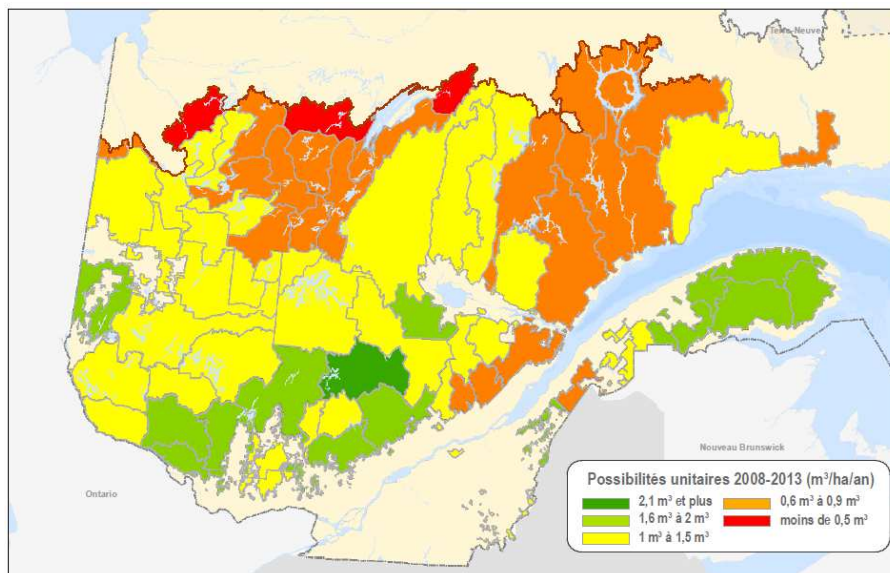 Terre-Neuve
Nouveau Brunswick
Ontario
Possibilités unitaires 2008-2013 (m³/ha/an)
2,1 m³ et plus
0,6 m³ à 0,9 m³
1,6 m³ à 2 m³
moins de 0,5 m³
1 m³ à 1,5 m³